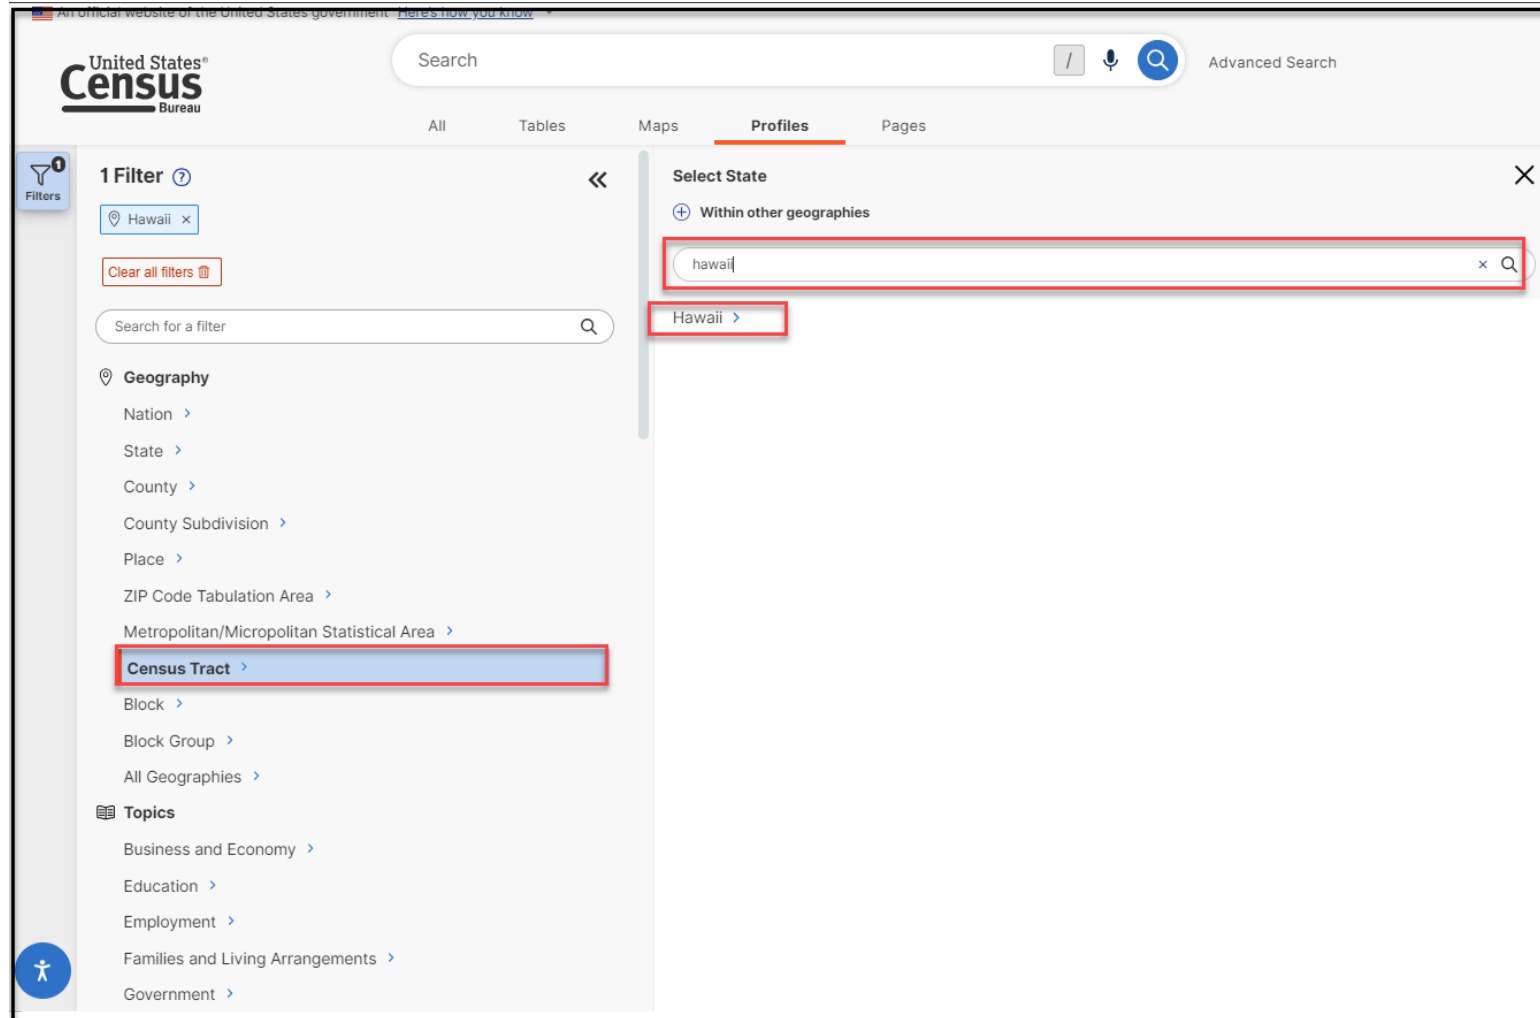 An official website of the United States government Here's how you know
United States®
Census
Bureau
Search
/
Advanced Search
All Tables Maps Profiles Pages
1
Filters
1 Filter ?
Hawaii ×
Clear all filters
Search for a filter
Geography
Nation
State
County
County Subdivision
Place
ZIP Code Tabulation Area
Metropolitan/Micropolitan Statistical Area
Census Tract
Block
Block Group
All Geographies
Topics
Business and Economy
Education
Employment
Families and Living Arrangements
Government
Select State
Within other geographies
hawaii
Hawaii